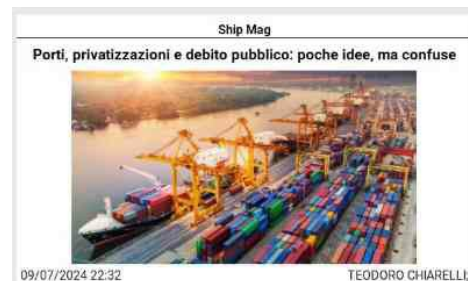 Ship Mag
Porti, privatizzazioni e debito pubblico: poche idee, ma confuse
09/07/2024 22:32
TEODORO CHIARELLI;